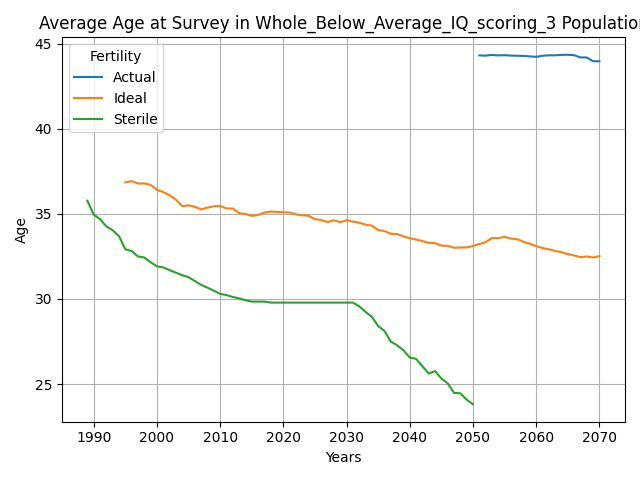 Average Age at Survey in Whole_Below_Average_IQ_scoring_3 Population
Fertility
Actual
Ideal
Sterile
Age
45
40
35
30
25
1990 2000 2010 2020 2030 2040 2050 2060 2070
Years